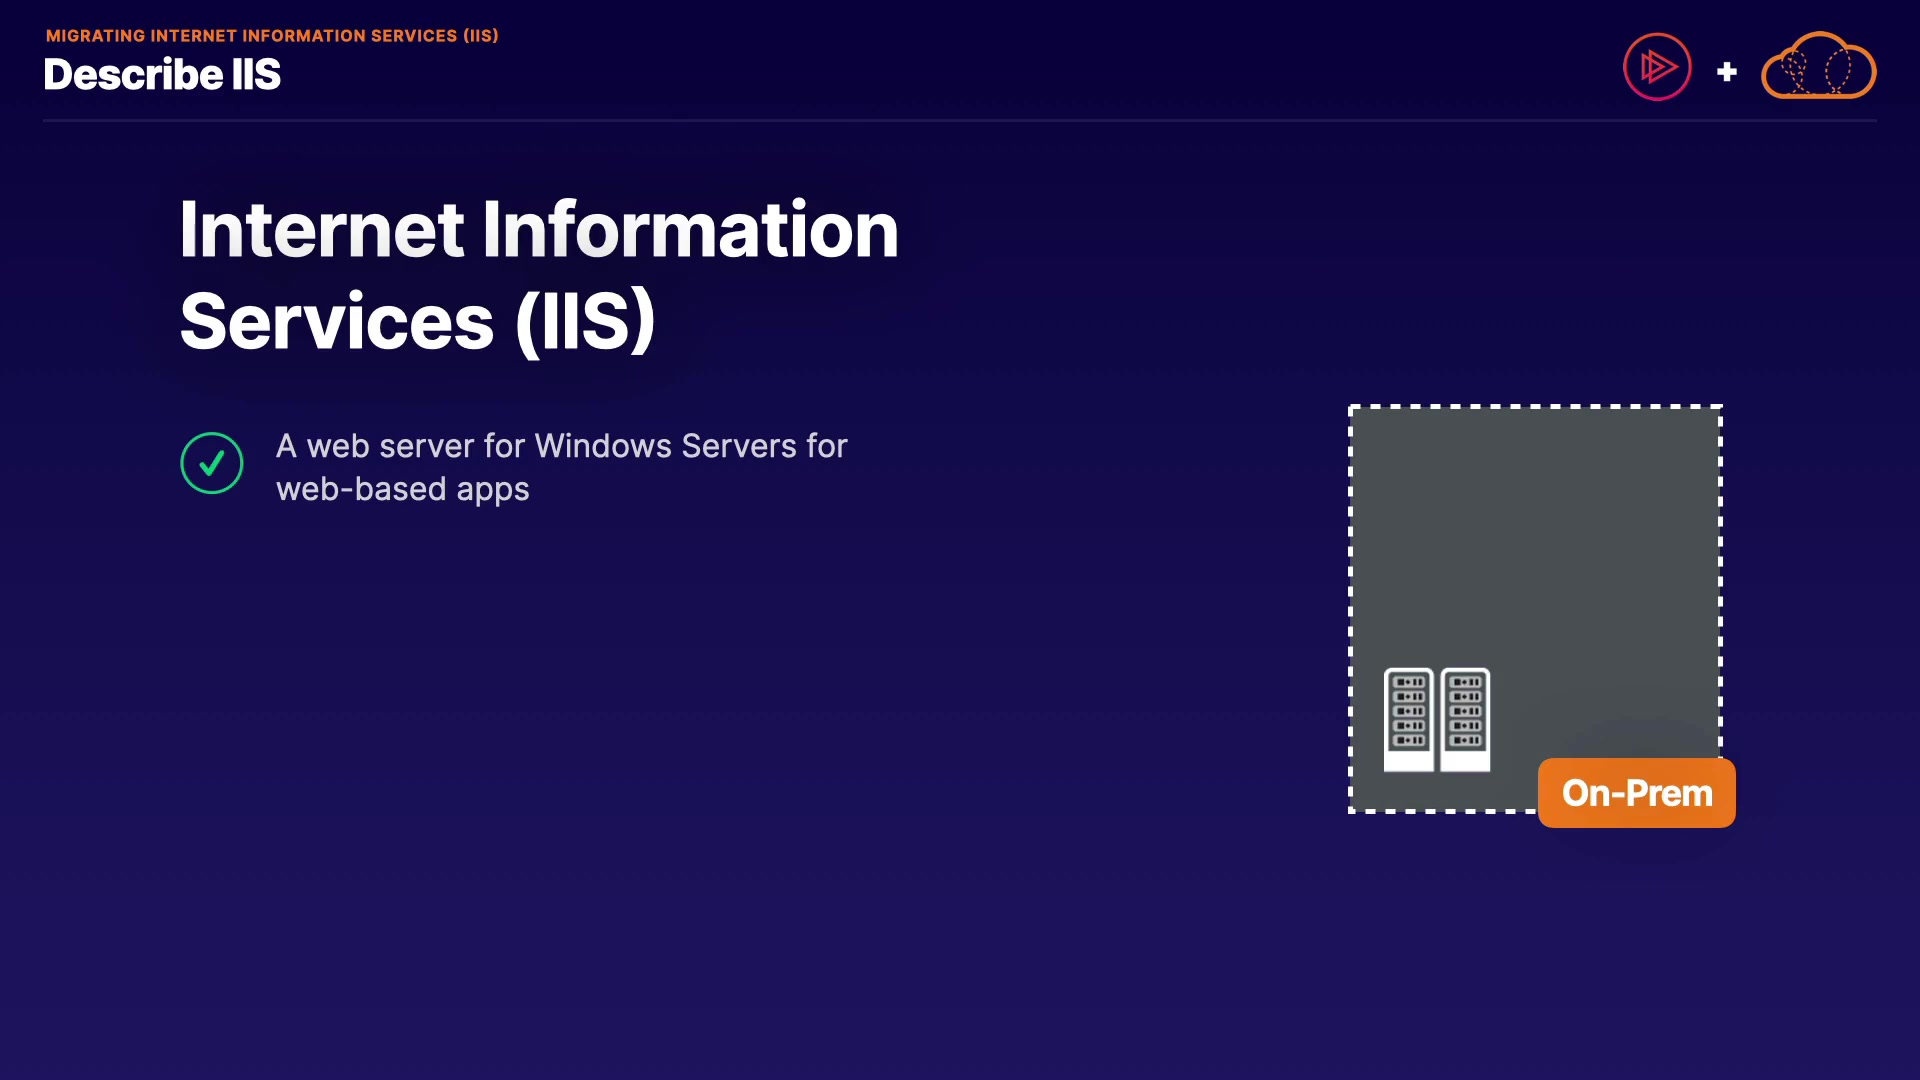 MIGRATING INTERNET INFORMATION SERVICES (IIS)
Describe IIS
Internet Information
Services (IIS)
A web server for Windows Servers for
web-based apps
On-Prem